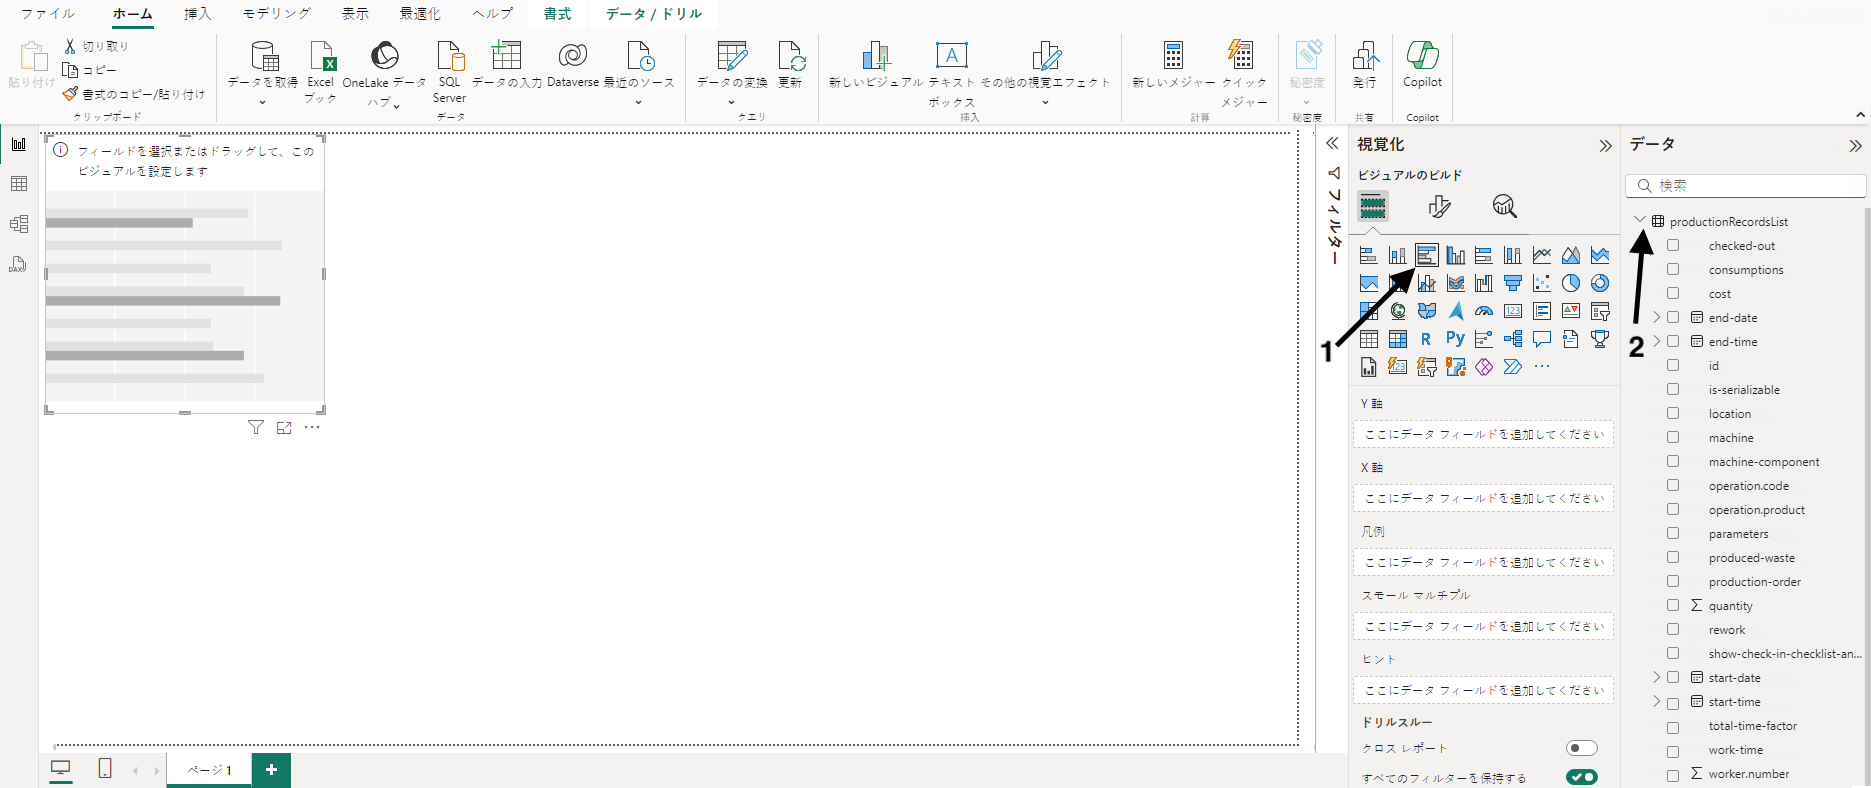 ファイル ホーム 挿入 モデリング 表示 最適化 ヘルプ 書式 データ / ドリル
貼り付け
切り取り
コピー
書式のコピー/貼り付け
クリップボード
データを取得
Excel
ブック
OneLake データ
ハブ
SQL
Server
データの入力
Dataverse
最近のソース
データ
データの変換
更新
クエリ
新しいビジュアル
テキスト
ボックス
その他の視覚エフェクト
挿入
新しいメジャー
クイック
メジャー
計算
秘密度
秘密度
発行
共有
Copilot
Copilot
フィールドを選択またはドラッグして、この
ビジュアルを設定します
フィルター
視覚化
ビジュアルのビルド
1
Y 軸
ここにデータ フィールドを追加してください
X 軸
ここにデータ フィールドを追加してください
凡例
ここにデータ フィールドを追加してください
スモール マルチプル
ここにデータ フィールドを追加してください
ヒント
ここにデータ フィールドを追加してください
ドリルスルー
クロス レポート
すべてのフィルターを保持する
データ
検索
2
productionRecordsList
checked-out
consumptions
cost
end-date
end-time
id
is-serializable
location
machine
machine-component
operation.code
operation.product
parameters
produced-waste
production-order
quantity
rework
show-check-in-checklist-an...
start-date
start-time
total-time-factor
work-time
worker.number
ページ 1
DAX
R
Py
123
123
A